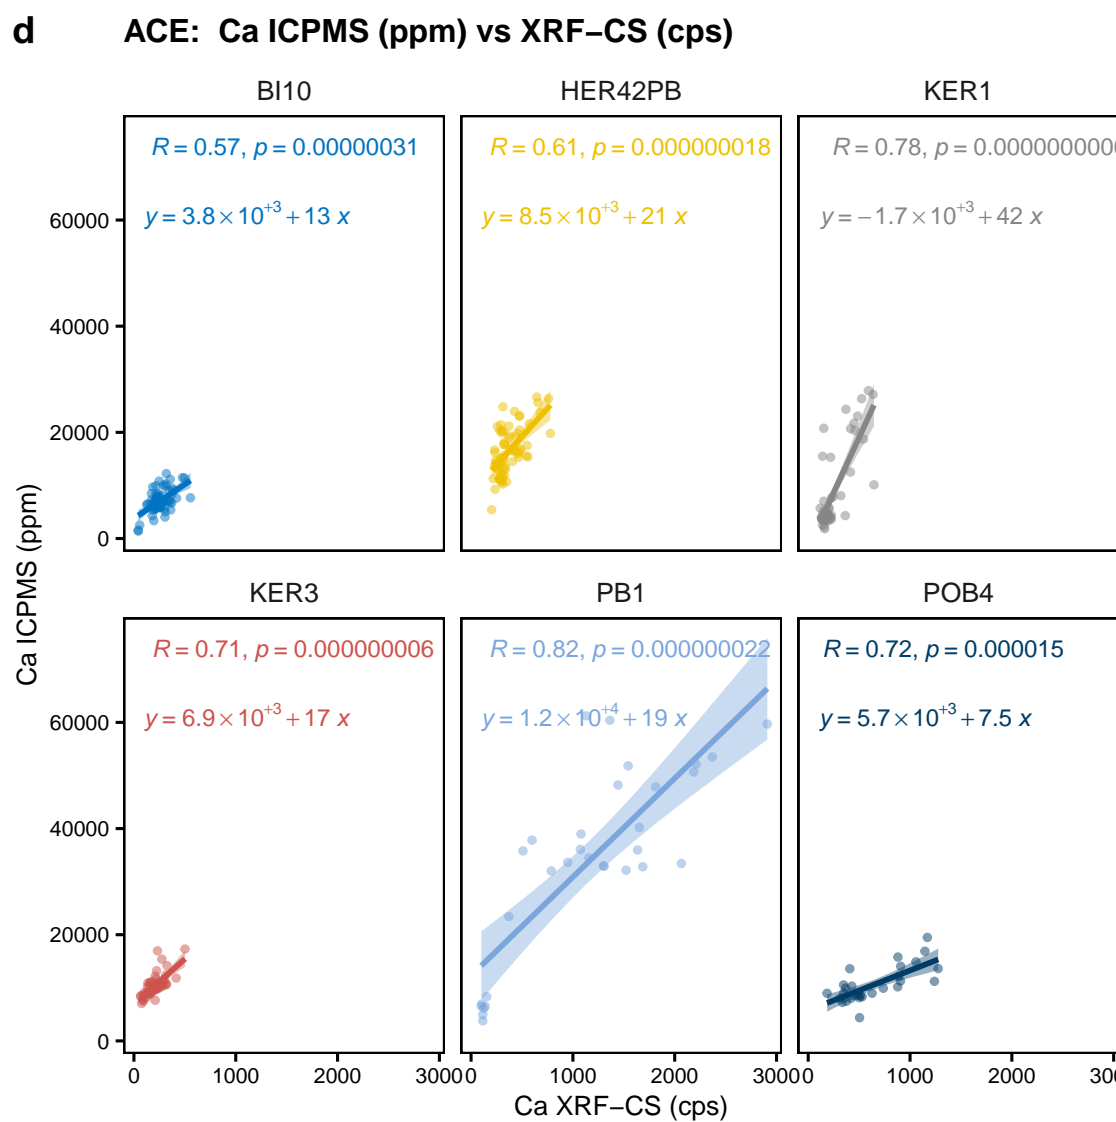 d ACE: Ca ICPMS (ppm) vs XRF−CS (cps)
BI10 HER42PB KER1
R = 0.57, p = 0.00000031 R = 0.61, p = 0.000000018 R = 0.78, p = 0.0000000000
y = 3.8 × 10⁺³ + 13 x y = 8.5 × 10⁺³ + 21 x y = −1.7 × 10⁺³ + 42 x
60000
40000
20000
0
Ca ICPMS (ppm)
KER3 PB1 POB4
R = 0.71, p = 0.000000006 R = 0.82, p = 0.000000022 R = 0.72, p = 0.000015
y = 6.9 × 10⁺³ + 17 x y = 1.2 × 10⁺⁴ + 19 x y = 5.7 × 10⁺³ + 7.5 x
60000
40000
20000
0
0 1000 2000 3000 0 1000 2000 3000 0 1000 2000 300
Ca XRF−CS (cps)